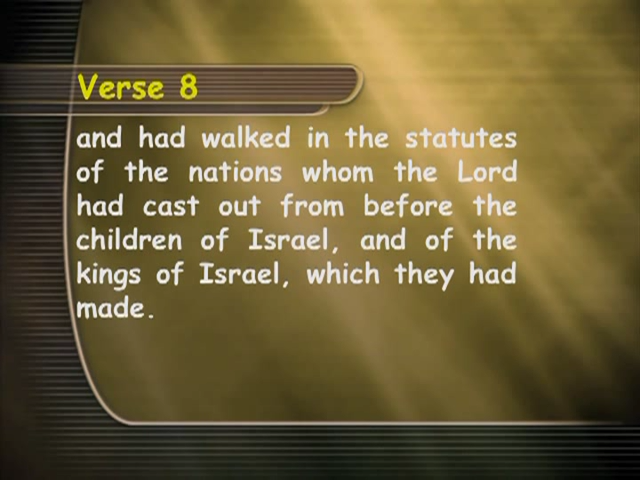 Verse 8
and had walked in the statutes
of the nations whom the Lord
had cast out from before the
children of Israel, and of the
kings of Israel, which they had
made.